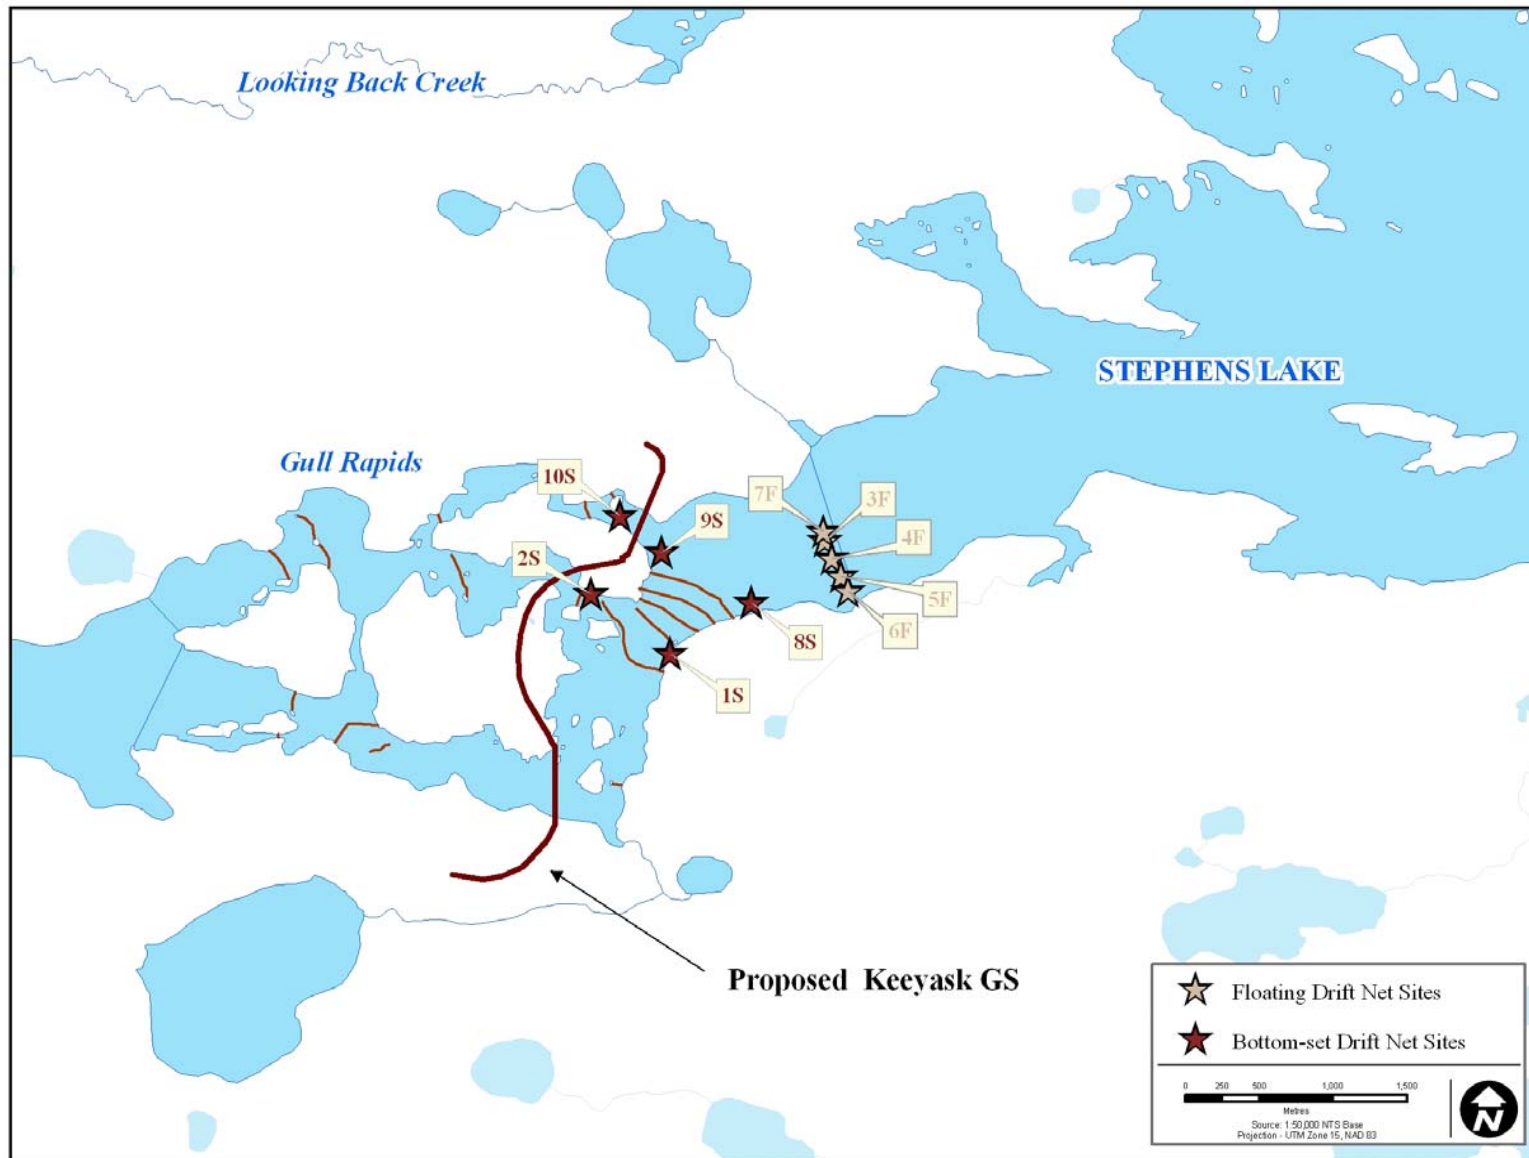 Looking Back Creek
STEPHENS LAKE
Gull Rapids
10S
7F
3F
9S
4F
2S
5F
6F
8S
1S
Proposed Keeyask GS
Floating Drift Net Sites
Bottom-set Drift Net Sites
0 250 500 1,000 1,500
Metres
Source: 1:50,000 NTS Base
Projection - UTM Zone 15, NAD 83
N